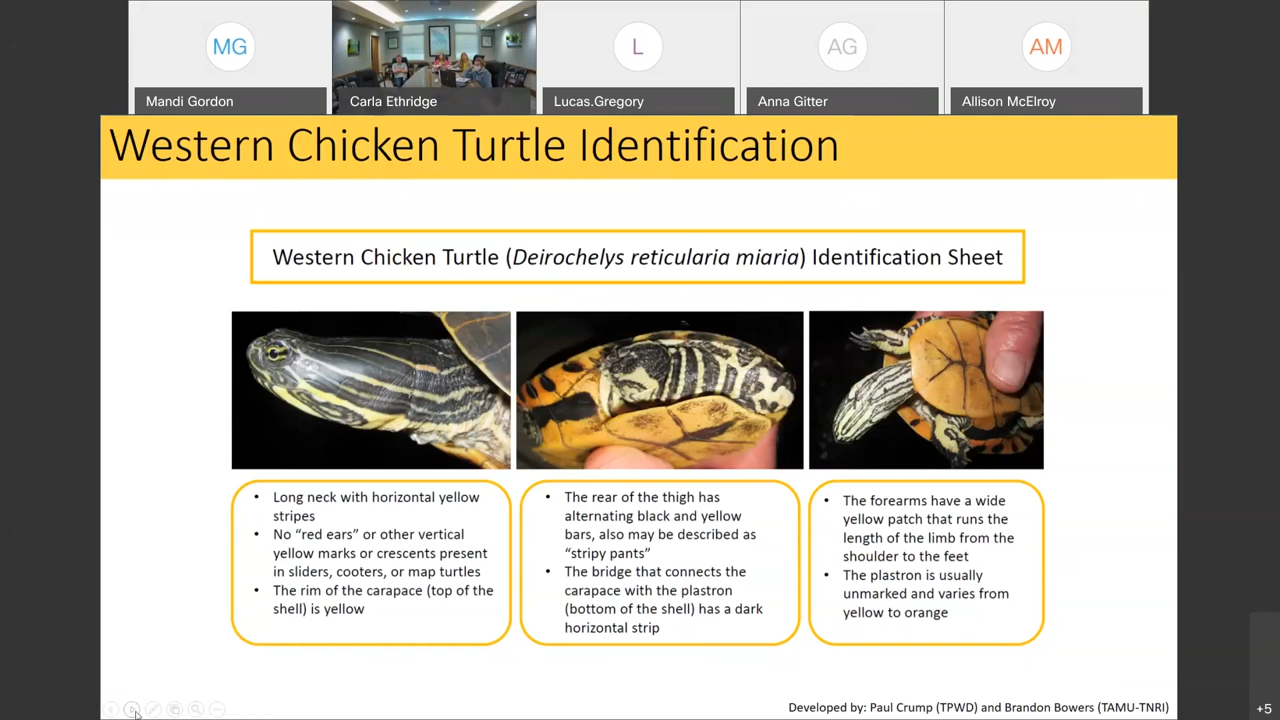 MG
L
AG
AM
Mandi Gordon
Carla Ethridge
Lucas.Gregory
Anna Gitter
Allison McElroy
Western Chicken Turtle Identification
Western Chicken Turtle (Deirochelys reticularia miaria) Identification Sheet
• Long neck with horizontal yellow
stripes
• No “red ears” or other vertical
yellow marks or crescents present
in sliders, cooters, or map turtles
• The rim of the carapace (top of the
shell) is yellow
• The rear of the thigh has
alternating black and yellow
bars, also may be described as
“stripy pants”
• The bridge that connects the
carapace with the plastron
(bottom of the shell) has a dark
horizontal strip
• The forearms have a wide
yellow patch that runs the
length of the limb from the
shoulder to the feet
• The plastron is usually
unmarked and varies from
yellow to orange
Developed by: Paul Crump (TPWD) and Brandon Bowers (TAMU-TNRI)
+5